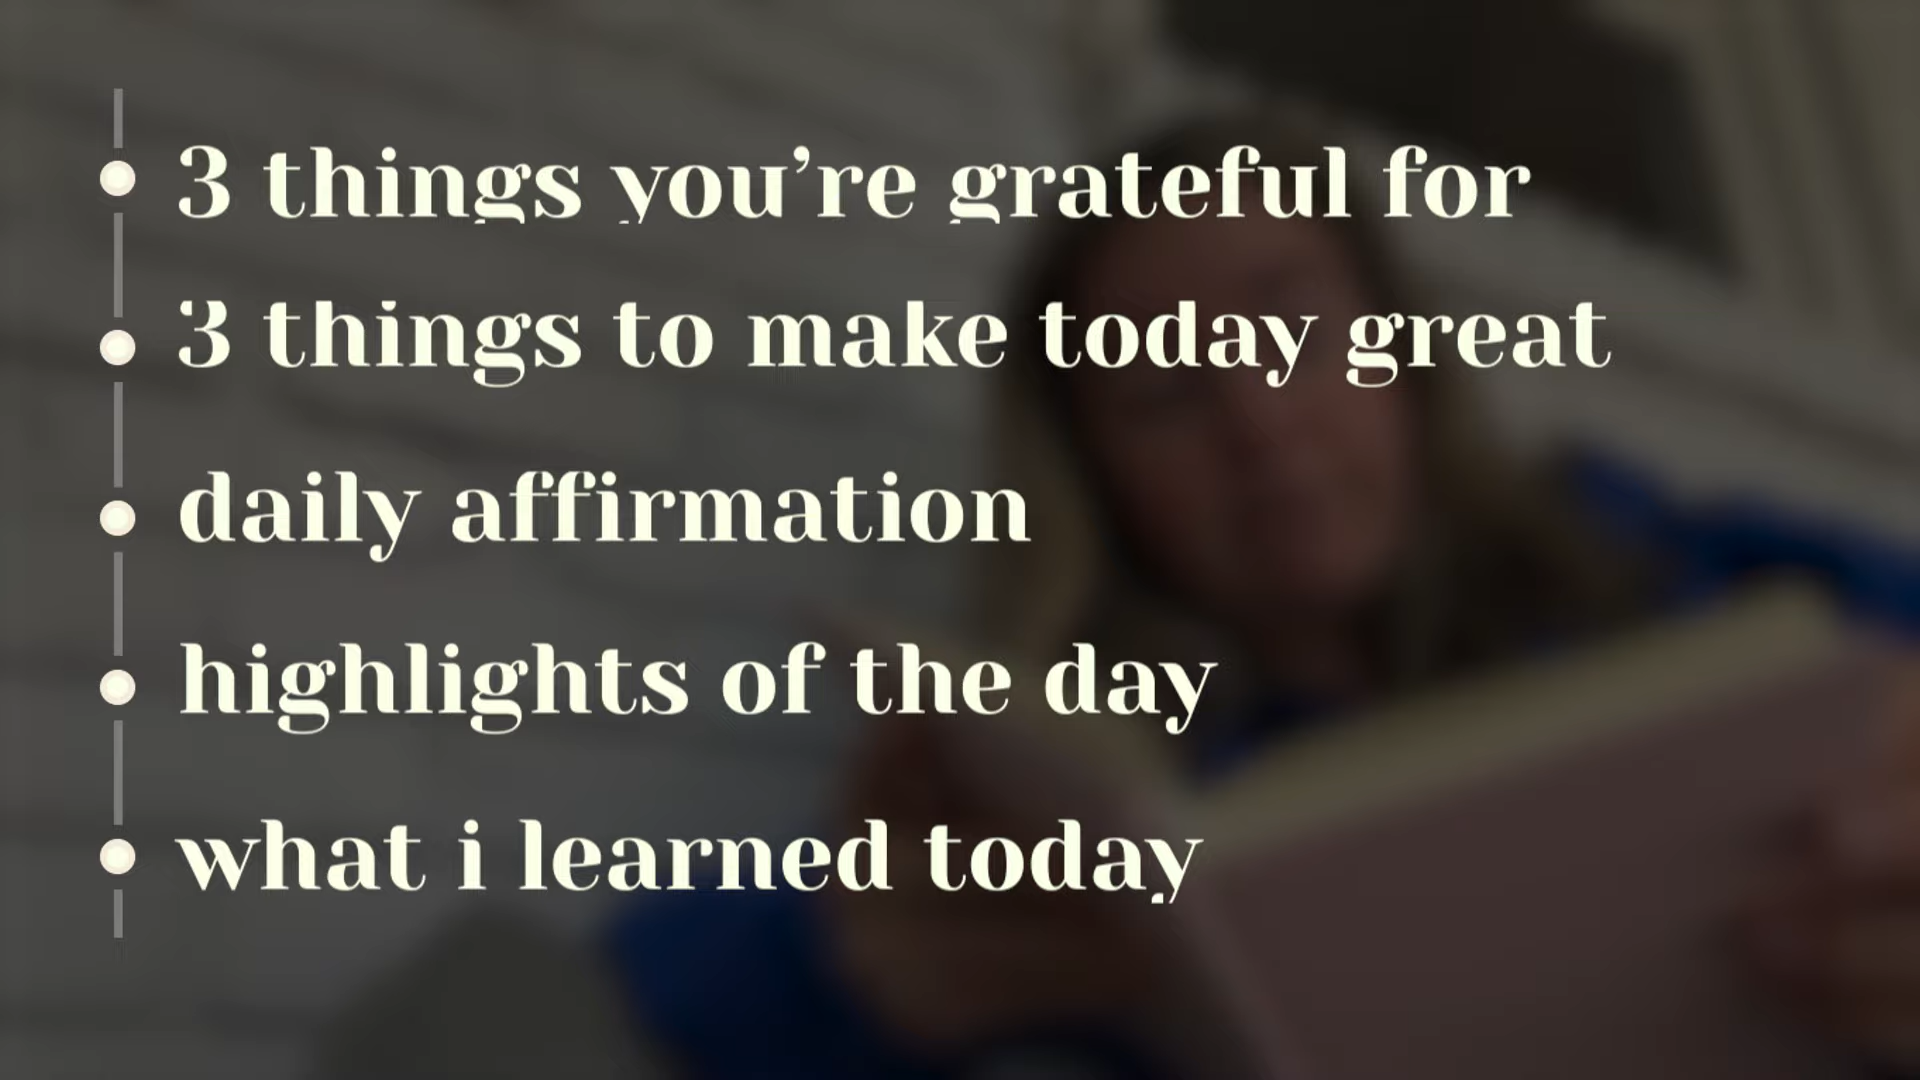 3 things you’re grateful for
3 things to make today great
daily affirmation
highlights of the day
what i learned today